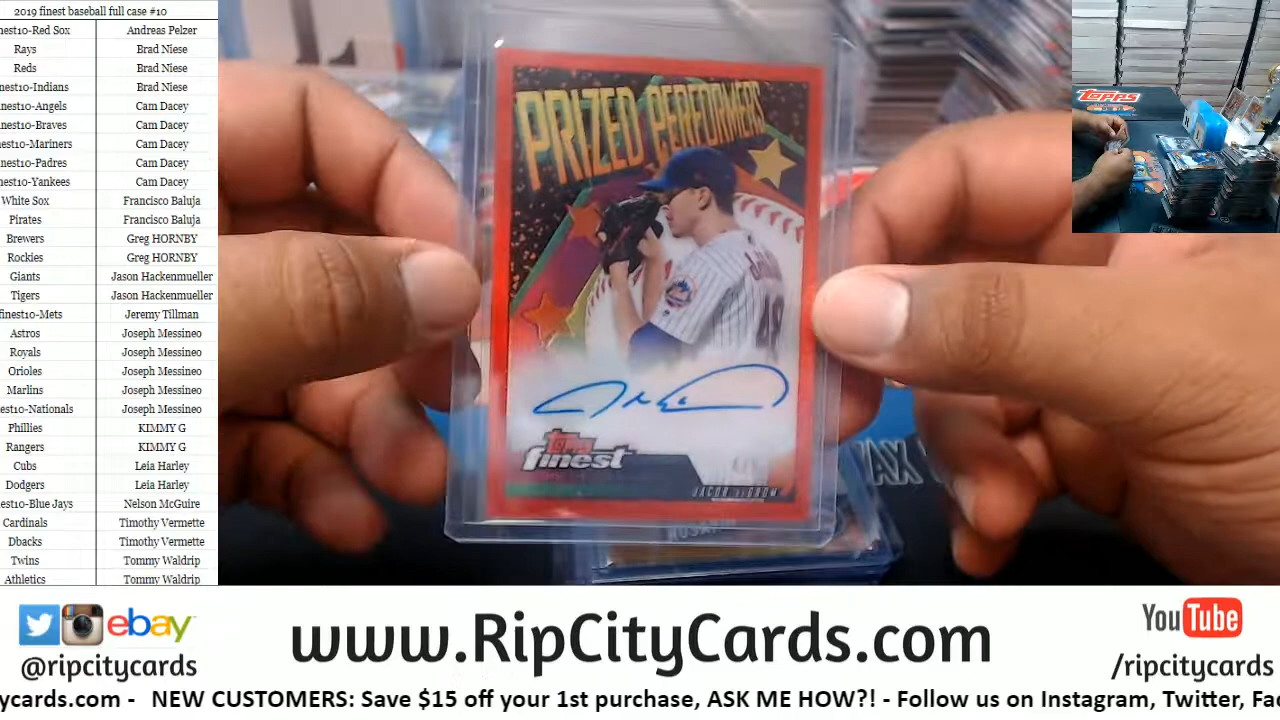 2019 finest baseball full case #10
nest10-Red Sox Andreas Pelzer
Rays Brad Niese
Reds Brad Niese
nest10-Indians Brad Niese
nest10-Angels Cam Dacey
nest10-Braves Cam Dacey
nest10-Mariners Cam Dacey
nest10-Padres Cam Dacey
nest10-Yankees Cam Dacey
White Sox Francisco Baluja
Pirates Francisco Baluja
Brewers Greg HORNBY
Rockies Greg HORNBY
Giants Jason Hackenmueller
Tigers Jason Hackenmueller
finest10-Mets Jeremy Tillman
Astros Joseph Messineo
Royals Joseph Messineo
Orioles Joseph Messineo
Marlins Joseph Messineo
nest10-Nationals Joseph Messineo
Phillies KIMMY G
Rangers KIMMY G
Cubs Leia Harley
Dodgers Leia Harley
est10-Blue Jays Nelson McGuire
Cardinals Timothy Vermette
Dbacks Timothy Vermette
Twins Tommy Waldrip
Athletics Tommy Waldrip
PRIZED PERFORMERS
48
Topps
finest
JACOB deGROM
Topps
ebay
@ripcitycards
www.RipCityCards.com
YouTube
/ripcitycards
ycards.com - NEW CUSTOMERS: Save $15 off your 1st purchase, ASK ME HOW?! - Follow us on Instagram, Twitter, Fa